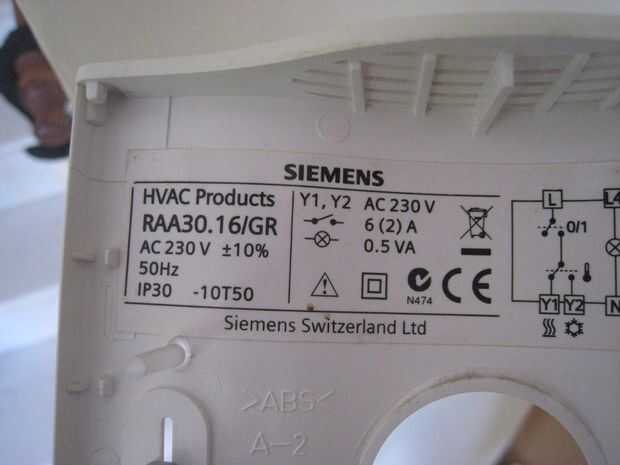 SIEMENS
HVAC Products
RAA30.16/GR
AC 230 V ±10%
50Hz
IP30 -10T50
Y1, Y2 AC 230 V
6 (2) A
0.5 VA
N474
CE
L
L4
0/1
Y1 Y2
N
Siemens Switzerland Ltd
>ABS<
A-2